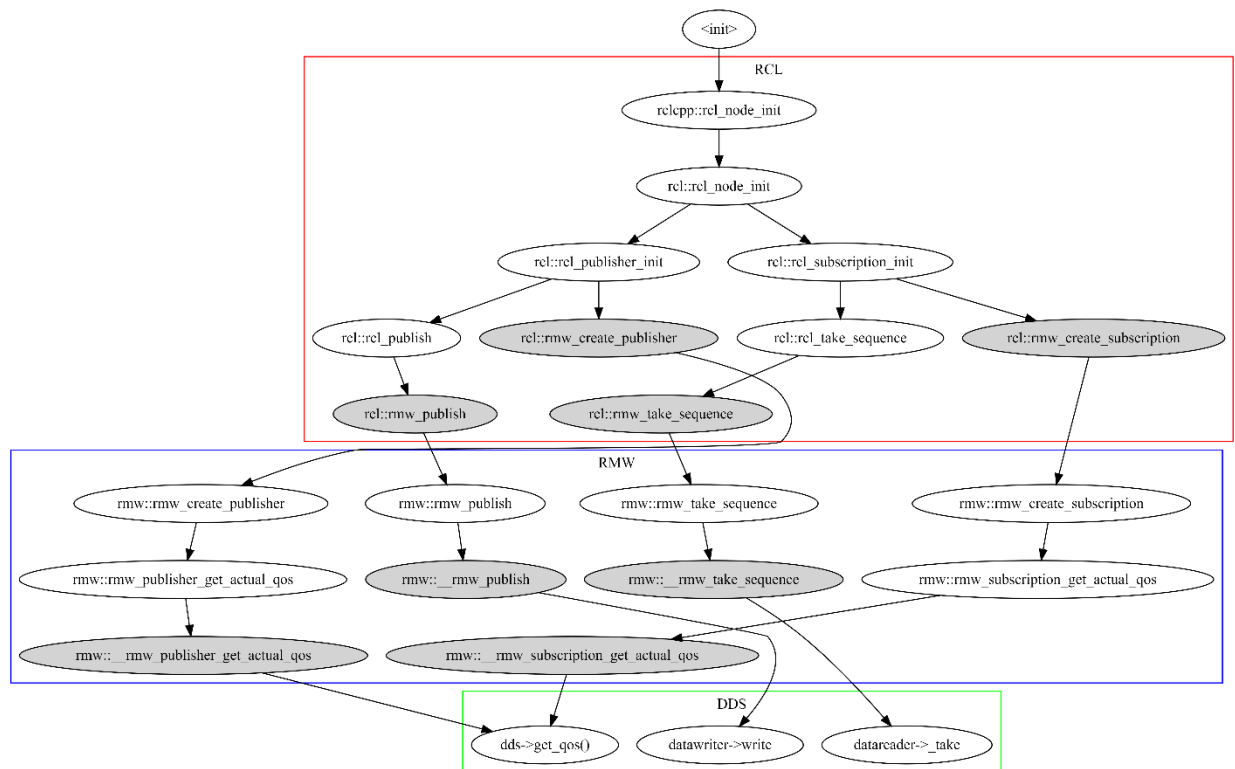 <init>
RCL
rclcpp::rcl_node_init
rcl::rcl_node_init
rcl::rcl_publisher_init
rcl::rcl_subscription_init
rcl::rcl_publish
rcl::rmw_create_publisher
rcl::rcl_take_sequence
rcl::rmw_create_subscription
rcl::rmw_publish
rcl::rmw_take_sequence
RMW
rmw::rmw_create_publisher
rmw::rmw_publish
rmw::rmw_take_sequence
rmw::rmw_create_subscription
rmw::rmw_publisher_get_actual_qos
rmw::__rmw_publish
rmw::__rmw_take_sequence
rmw::rmw_subscription_get_actual_qos
rmw::__rmw_publisher_get_actual_qos
rmw::__rmw_subscription_get_actual_qos
DDS
dds->get_qos()
datawriter->write
datareader->_take